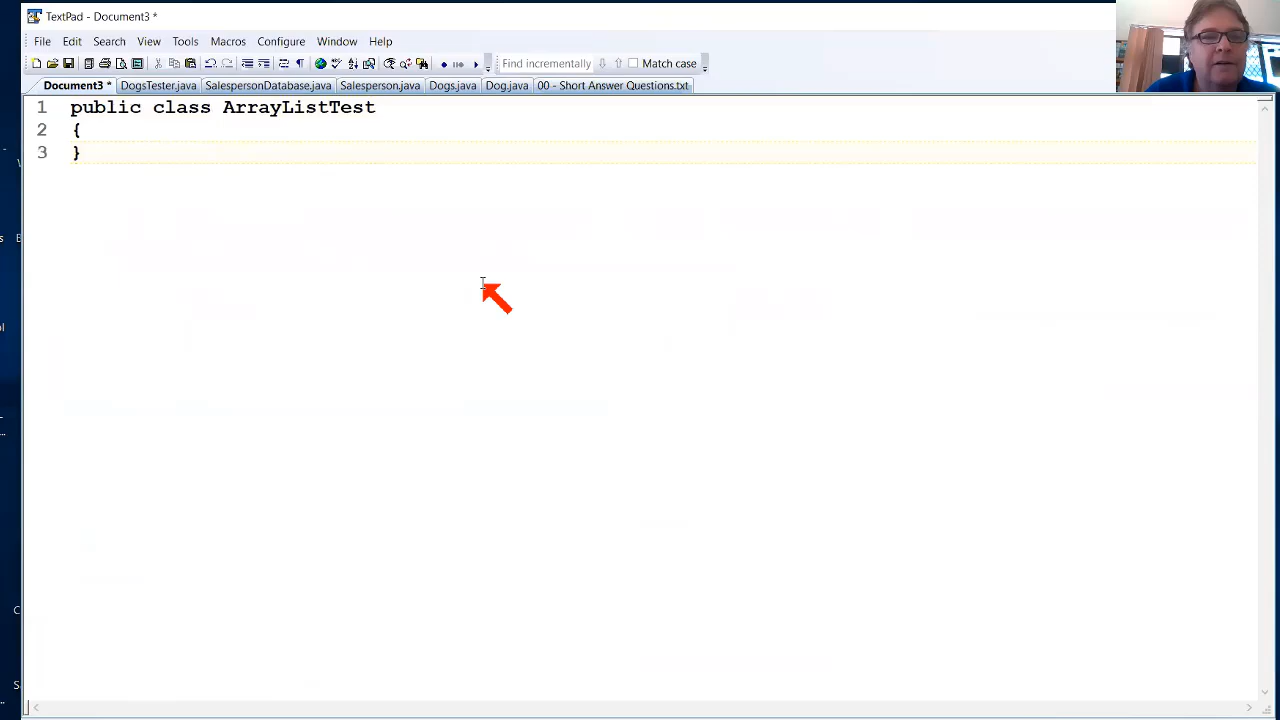 TextPad - Document3 *
File Edit Search View Tools Macros Configure Window Help
Find incrementally Match case
Document3 * DogsTester.java SalespersonDatabase.java Salesperson.java Dogs.java Dog.java 00 - Short Answer Questions.txt
1 public class ArrayListTest
2 {
3 }